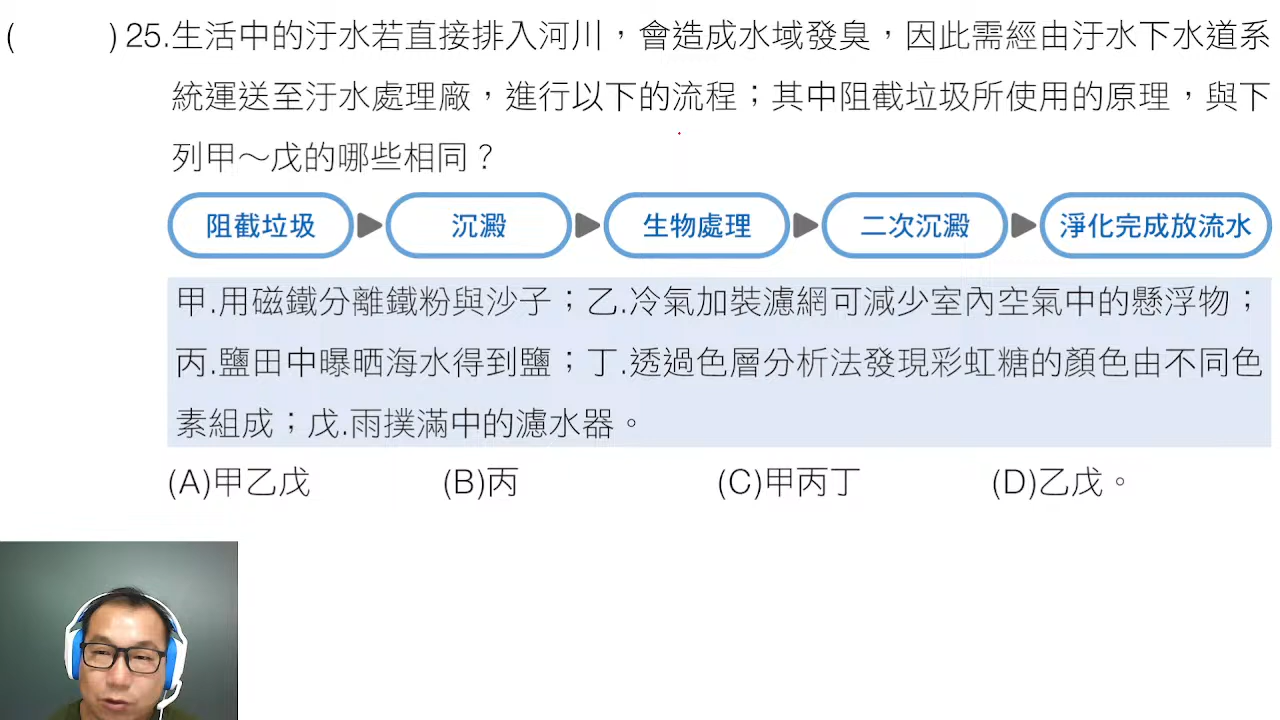 ( )25.生活中的汙水若直接排入河川，會造成水域發臭，因此需經由汙水下水道系
統運送至汙水處理廠，進行以下的流程；其中阻截垃圾所使用的原理，與下
列甲～戊的哪些相同？
阻截垃圾 沉澱 生物處理 二次沉澱 淨化完成放流水
甲.用磁鐵分離鐵粉與沙子；乙.冷氣加裝濾網可減少室內空氣中的懸浮物；
丙.鹽田中曝晒海水得到鹽；丁.透過色層分析法發現彩虹糖的顏色由不同色
素組成；戊.雨撲滿中的濾水器。
(A)甲乙戊 (B)丙 (C)甲丙丁 (D)乙戊。